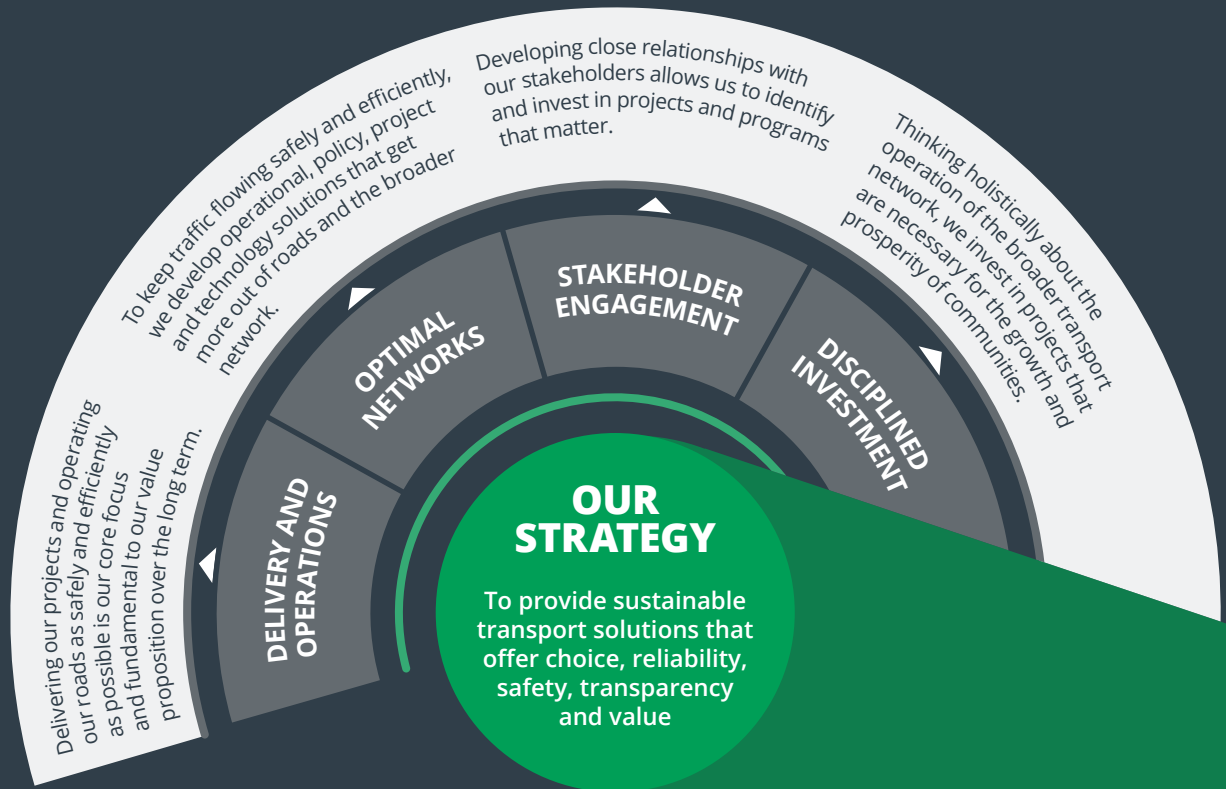 Delivering our projects and operating
our roads as safely and efficiently
as possible is our core focus
and fundamental to our value
proposition over the long term.
To keep traffic flowing safely and efficiently,
we develop operational, policy, project
and technology solutions that get
more out of roads and the broader
network.
Developing close relationships with
our stakeholders allows us to identify
and invest in projects and programs
that matter.
Thinking holistically about the
operation of the broader transport
network, we invest in projects that
are necessary for the growth and
prosperity of communities.
DELIVERY AND
OPERATIONS
OPTIMAL
NETWORKS
STAKEHOLDER
ENGAGEMENT
DISCIPLINED
INVESTMENT
OUR
STRATEGY
To provide sustainable
transport solutions that
offer choice, reliability,
safety, transparency
and value